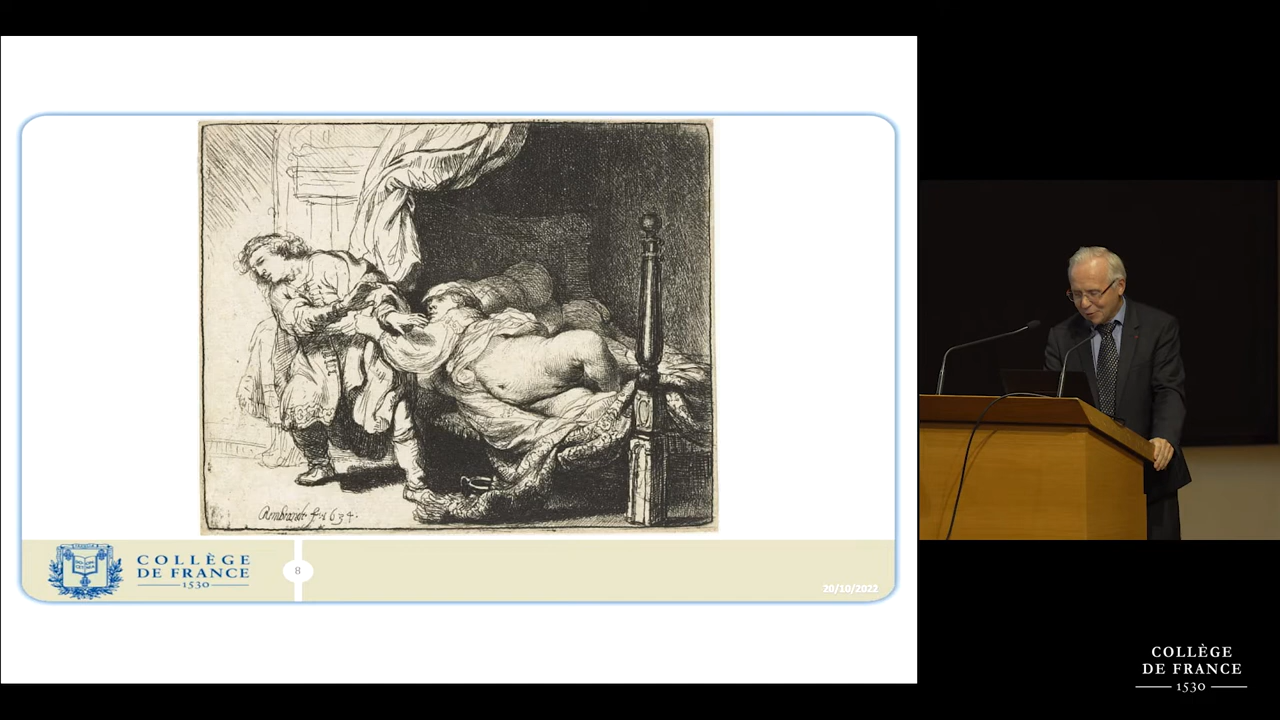 Rembrandt f. 1634.
COLLÈGE
DE FRANCE
1530
8
20/10/2022
COLLÈGE
DE FRANCE
1530